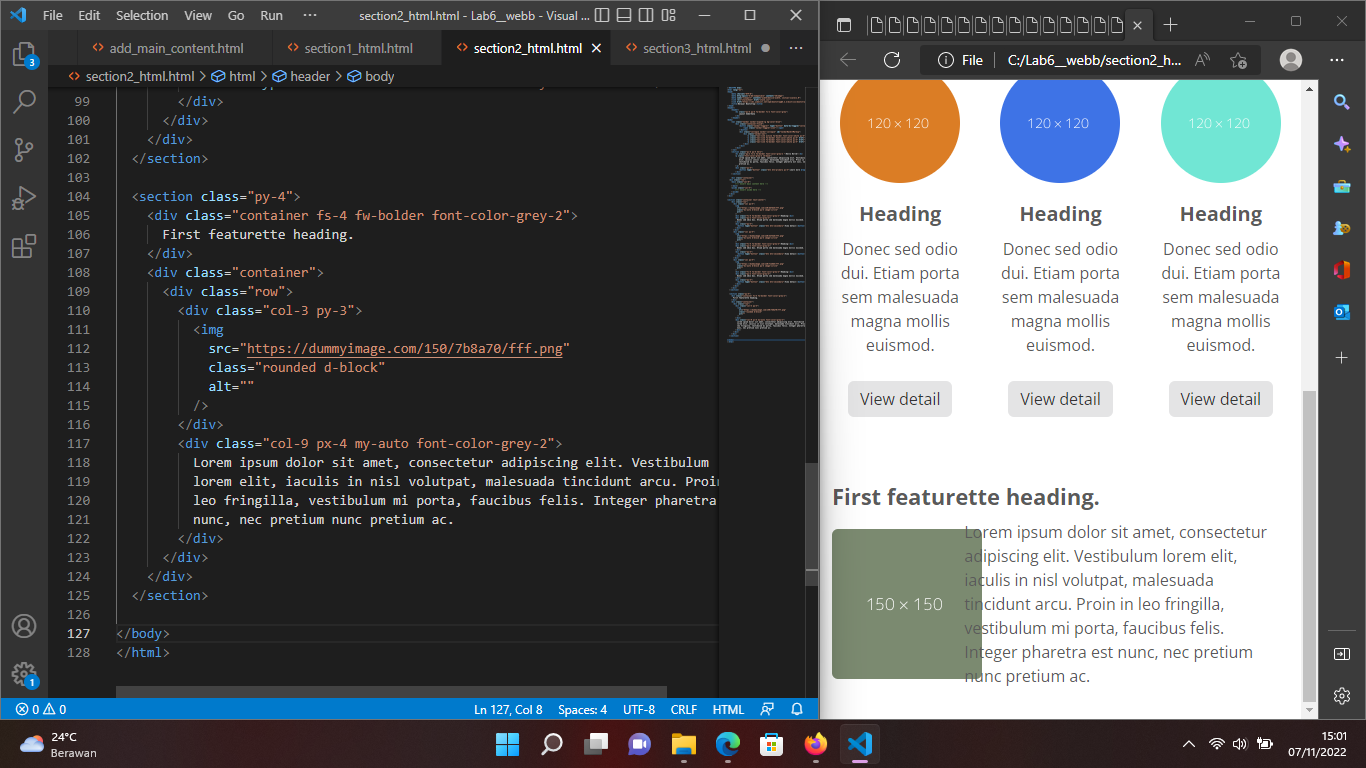 File Edit Selection View Go Run ··· section2_html.html - Lab6__webb - Visual ...
add_main_content.html section1_html.html section2_html.html section3_html.html
section2_html.html > html > header > body
99 </div>
100 </div>
101 </div>
102 </section>
103
104 <section class="py-4">
105 <div class="container fs-4 fw-bolder font-color-grey-2">
106 First featurette heading.
107 </div>
108 <div class="container">
109 <div class="row">
110 <div class="col-3 py-3">
111 <img
112 src="https://dummyimage.com/150/7b8a70/fff.png"
113 class="rounded d-block"
114 alt=""
115 />
116 </div>
117 <div class="col-9 px-4 my-auto font-color-grey-2">
118 Lorem ipsum dolor sit amet, consectetur adipiscing elit. Vestibulum
119 lorem elit, iaculis in nisl volutpat, malesuada tincidunt arcu. Proin
120 leo fringilla, vestibulum mi porta, faucibus felis. Integer pharetra
121 nunc, nec pretium nunc pretium ac.
122 </div>
123 </div>
124 </div>
125 </section>
126
127 </body>
128 </html>
3
1
0 0 Ln 127, Col 8 Spaces: 4 UTF-8 CRLF HTML
File C:/Lab6__webb/section2_h...
120 × 120 120 × 120 120 × 120
Heading Heading Heading
Donec sed odio Donec sed odio Donec sed odio
dui. Etiam porta dui. Etiam porta dui. Etiam porta
sem malesuada sem malesuada sem malesuada
magna mollis magna mollis magna mollis
euismod. euismod. euismod.
View detail View detail View detail
First featurette heading.
150 × 150
Lorem ipsum dolor sit amet, consectetur
adipiscing elit. Vestibulum lorem elit,
iaculis in nisl volutpat, malesuada
tincidunt arcu. Proin in leo fringilla,
vestibulum mi porta, faucibus felis.
Integer pharetra est nunc, nec pretium
nunc pretium ac.
24°C
Berawan
15:01
07/11/2022